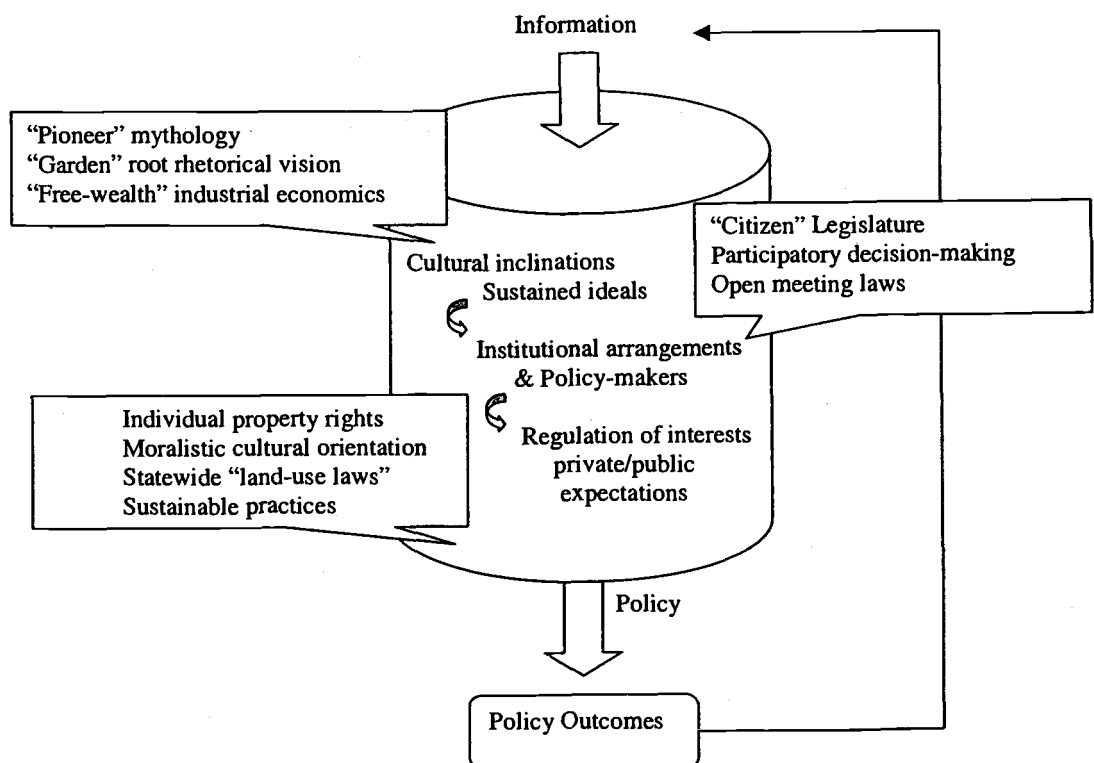 Information
“Pioneer” mythology
“Garden” root rhetorical vision
“Free-wealth” industrial economics
“Citizen” Legislature
Participatory decision-making
Open meeting laws
Cultural inclinations
Sustained ideals
Institutional arrangements
& Policy-makers
Individual property rights
Moralistic cultural orientation
Statewide “land-use laws”
Sustainable practices
Regulation of interests
private/public
expectations
Policy
Policy Outcomes